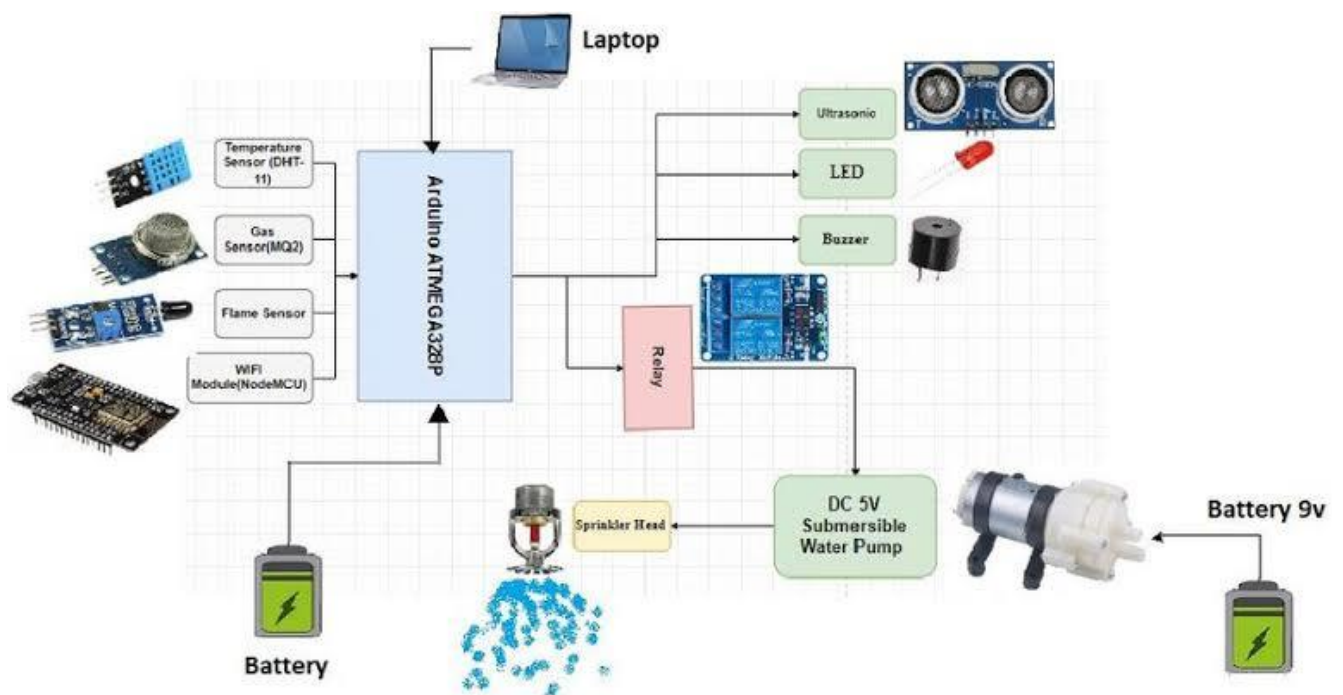 Laptop
Temperature
Sensor (DHT-
11)
Gas
Sensor(MQ2)
Flame Sensor
WIFI
Module(NodeMCU)
Arduino ATMEGA328P
Ultrasonic
LED
Buzzer
Relay
DC 5V
Submersible
Water Pump
Sprinkler Head
Battery
Battery 9v